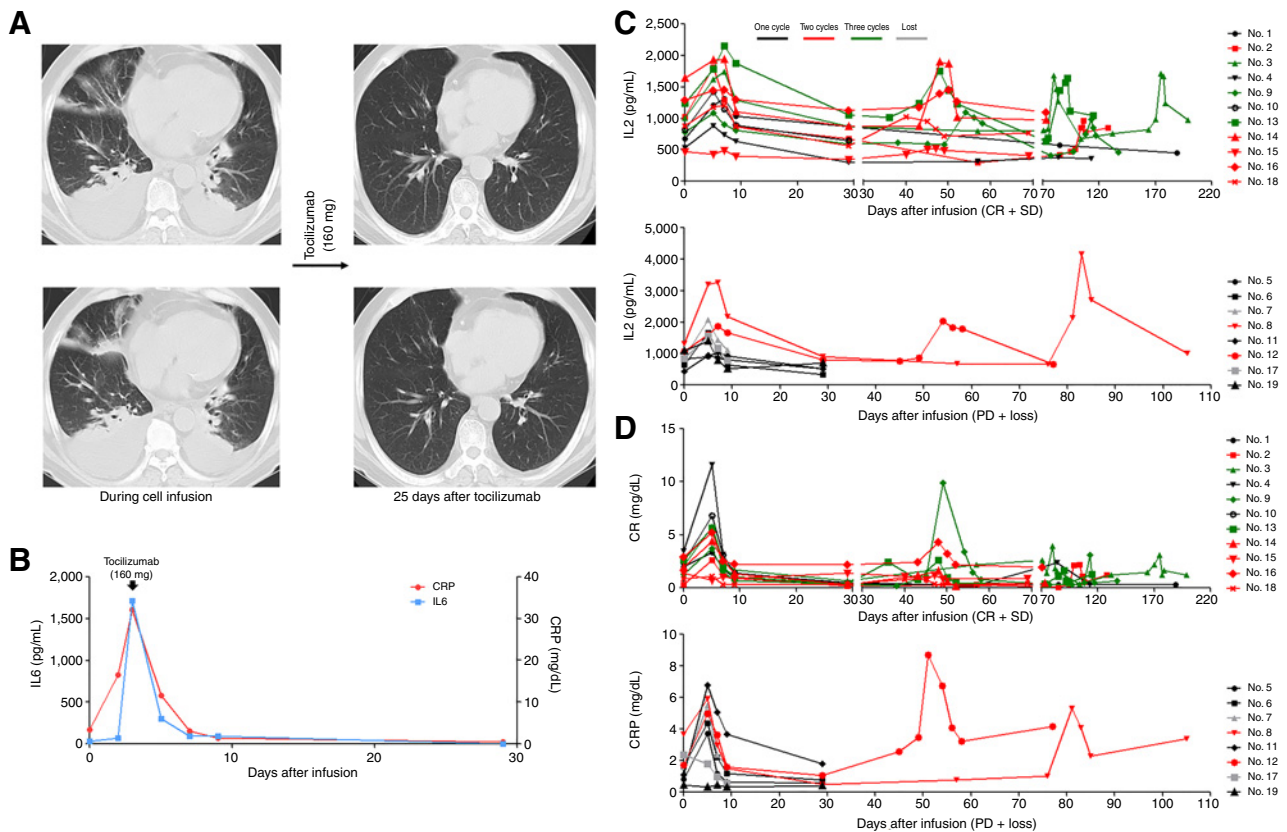 A
Tocilizumab
(160 mg)
During cell infusion
25 days after tocilizumab
B
Tocilizumab
(160 mg)
2,000
1,500
1,000
500
0
IL6 (pg/mL)
40
30
20
10
0
CRP (mg/dL)
CRP
IL6
0
10
20
30
Days after infusion
C
One cycle
Two cycles
Three cycles
Lost
2,500
2,000
1,500
1,000
500
0
IL2 (pg/mL)
0 5 10 15 20 25 30 30 40 50 60 70 70 120 170 220
Days after infusion (CR + SD)
No. 1
No. 2
No. 3
No. 4
No. 9
No. 10
No. 13
No. 14
No. 15
No. 16
No. 18
5,000
4,000
3,000
2,000
1,000
0
IL2 (pg/mL)
0 10 20 30 40 50 60 70 80 90 100 110
Days after infusion (PD + loss)
No. 5
No. 6
No. 7
No. 8
No. 11
No. 12
No. 17
No. 19
D
15
10
5
0
CR (mg/dL)
0 5 10 15 20 25 30 30 40 50 60 70 70 120 170 220
Days after infusion (CR + SD)
No. 1
No. 2
No. 3
No. 4
No. 9
No. 10
No. 13
No. 14
No. 15
No. 16
No. 18
10
8
6
4
2
0
CRP (mg/dL)
0 10 20 30 40 50 60 70 80 90 100 110
Days after infusion (PD + loss)
No. 5
No. 6
No. 7
No. 8
No. 11
No. 12
No. 17
No. 19